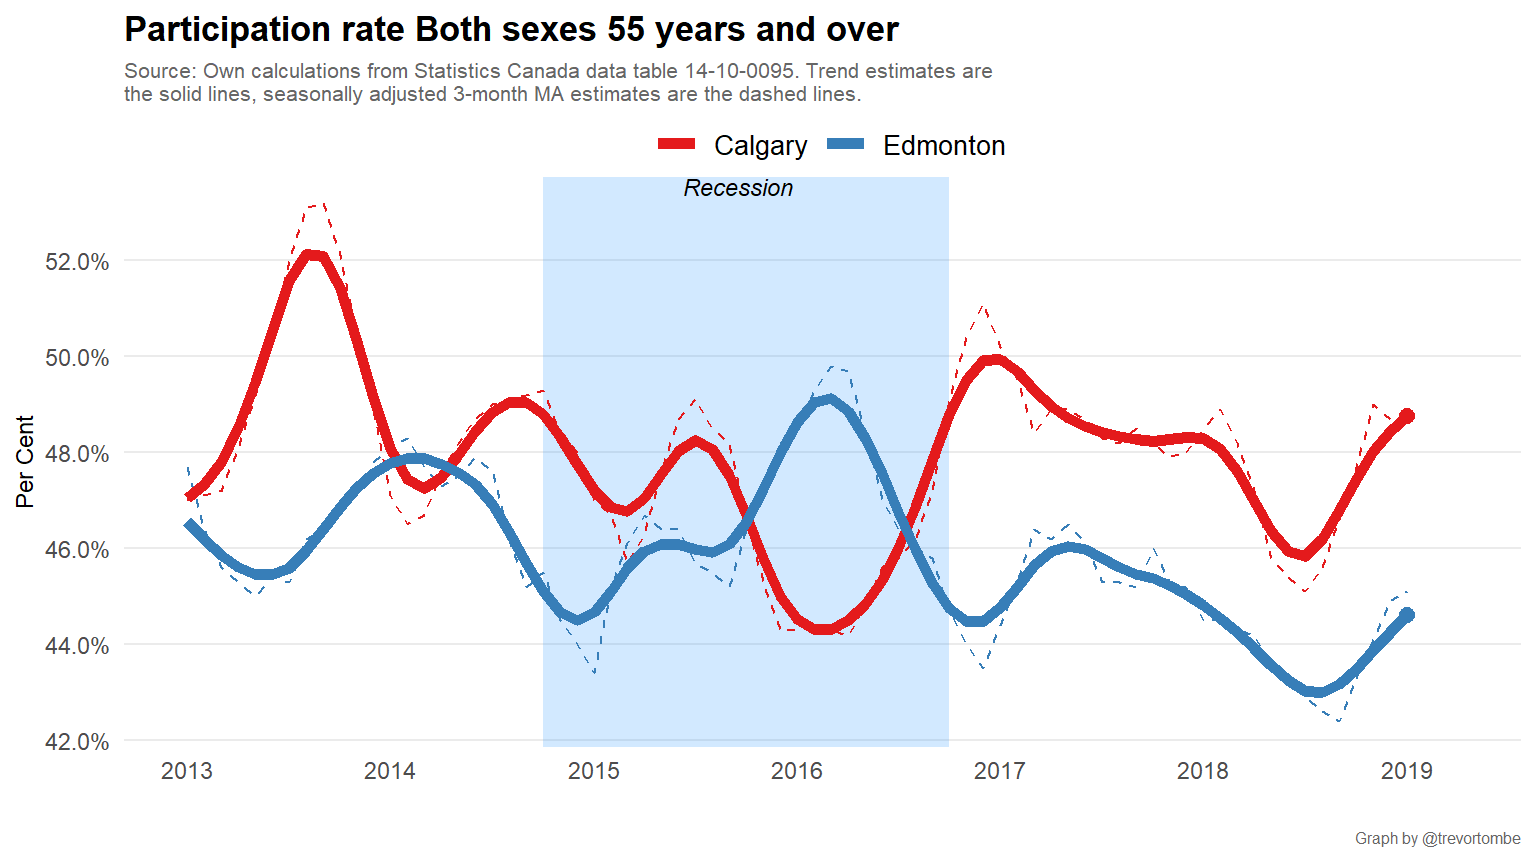 Participation rate Both sexes 55 years and over
Source: Own calculations from Statistics Canada data table 14-10-0095. Trend estimates are
the solid lines, seasonally adjusted 3-month MA estimates are the dashed lines.
Calgary Edmonton
Recession
Per Cent
52.0%
50.0%
48.0%
46.0%
44.0%
42.0%
2013 2014 2015 2016 2017 2018 2019
Graph by @trevortombe